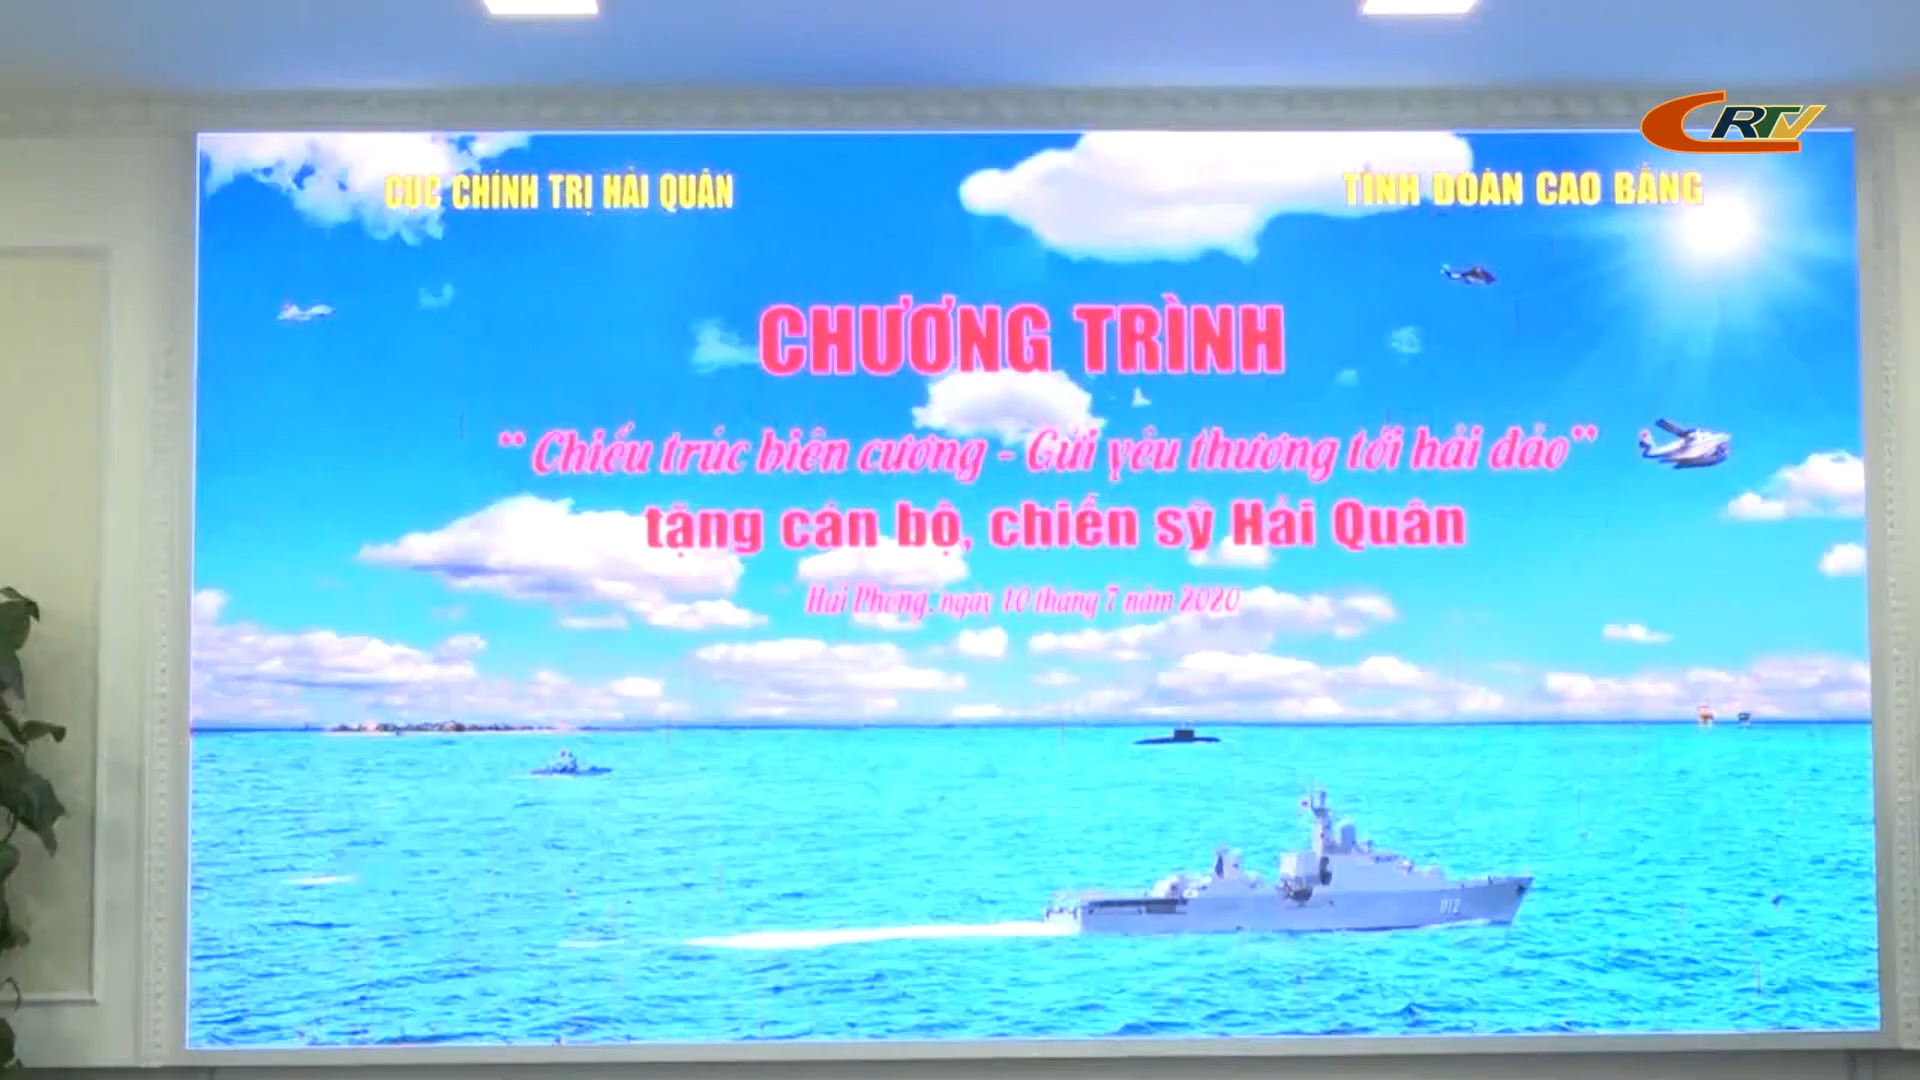 CRTV
CỤC CHÍNH TRỊ HẢI QUÂN
TỈNH ĐOÀN CAO BẰNG
CHƯƠNG TRÌNH
“Chiếu trúc biên cương - Gửi yêu thương tới hải đảo”
tặng cán bộ, chiến sỹ Hải Quân
Hải Phòng, ngày 10 tháng 7 năm 2020
012